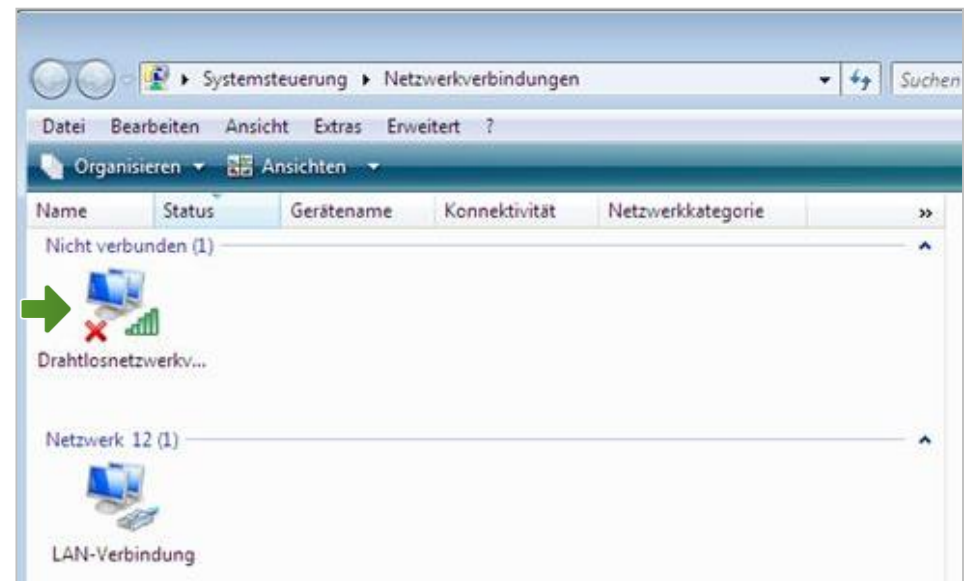 Systemsteuerung Netzwerkverbindungen Suchen
Datei Bearbeiten Ansicht Extras Erweitert ?
Organisieren Ansichten
Name Status Gerätename Konnektivität Netzwerkkategorie »
Nicht verbunden (1)
Drahtlosnetzwerkv...
Netzwerk 12 (1)
LAN-Verbindung